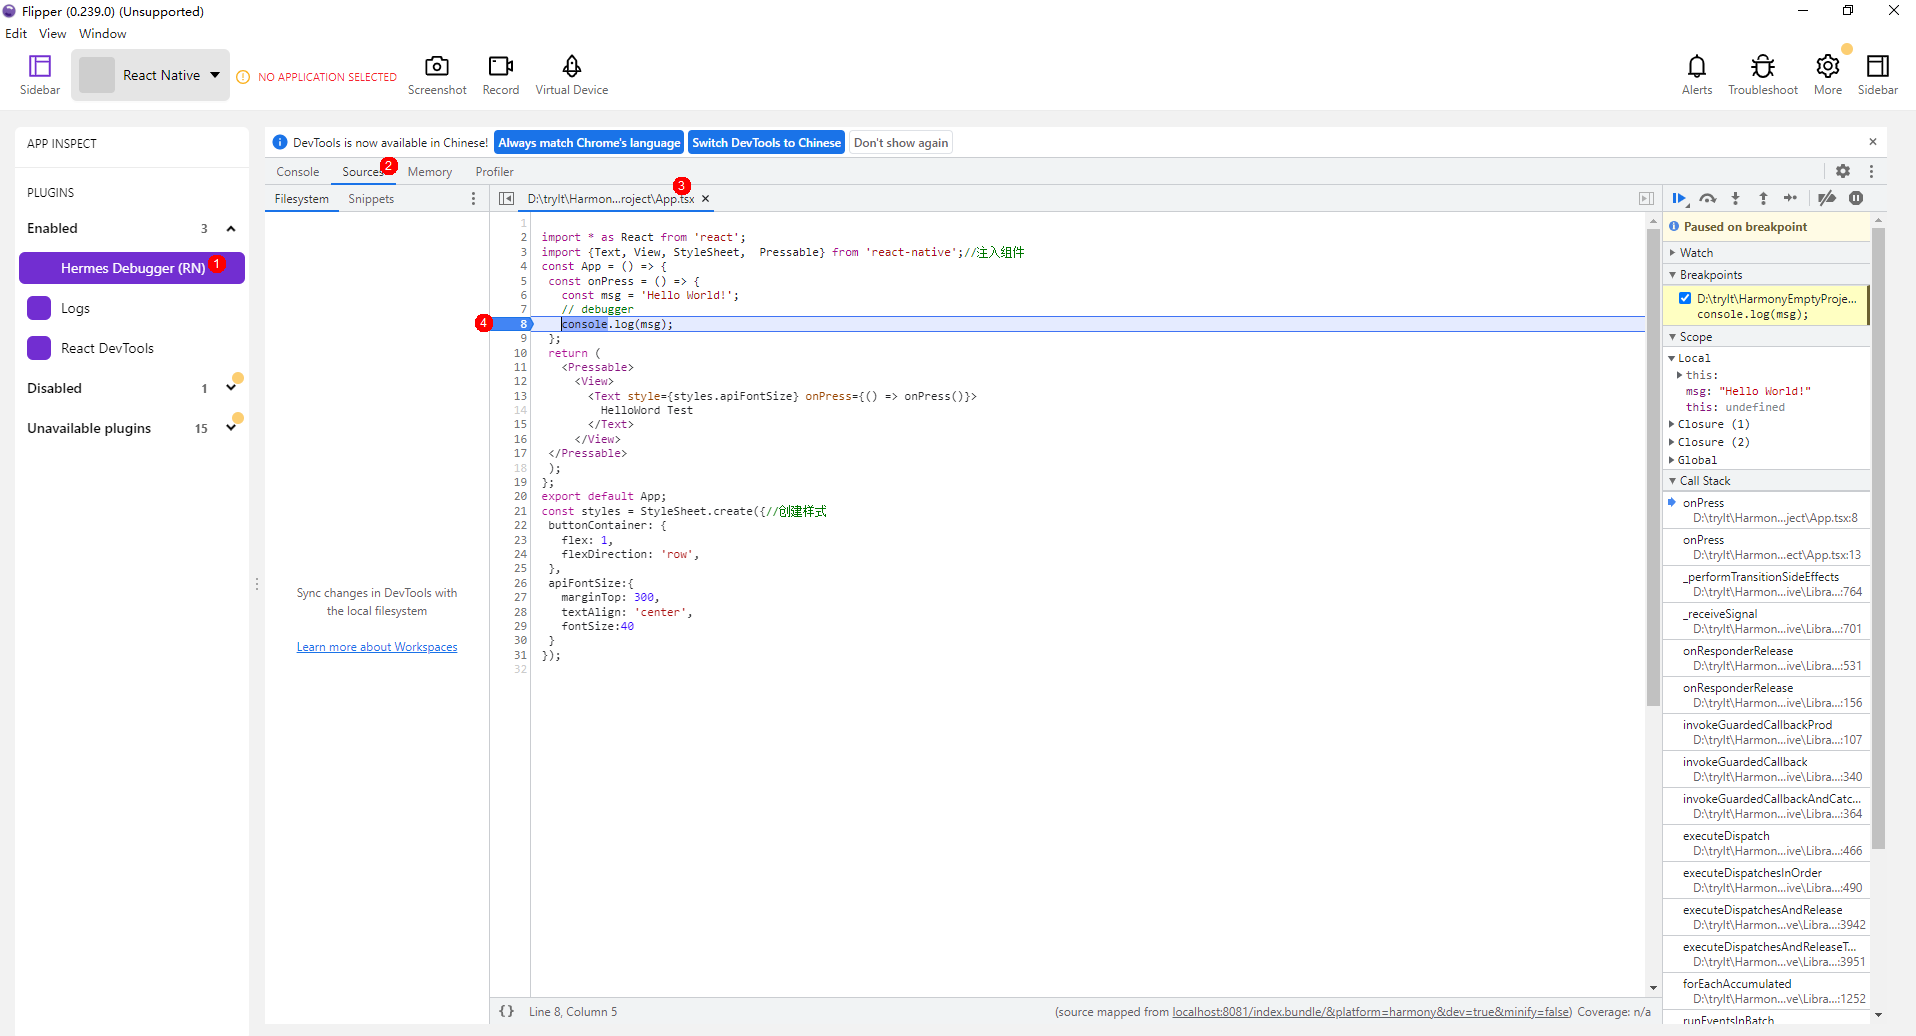 Flipper (0.239.0) (Unsupported)
Edit View Window
Sidebar
React Native
NO APPLICATION SELECTED
Screenshot
Record
Virtual Device
Alerts
Troubleshoot
More
Sidebar
APP INSPECT
PLUGINS
Enabled 3
Hermes Debugger (RN) 1
Logs
React DevTools
Disabled 1
Unavailable plugins 15
DevTools is now available in Chinese! Always match Chrome's language Switch DevTools to Chinese Don't show again
Console Sources 2 Memory Profiler
Filesystem Snippets
Sync changes in DevTools with
the local filesystem
Learn more about Workspaces
D:\tryIt\Harmon...roject\App.tsx 3
1
2 import * as React from 'react';
3 import {Text, View, StyleSheet,  Pressable} from 'react-native';//注入组件
4 const App = () => {
5 const onPress = () => {
6 const msg = 'Hello World!';
7 // debugger
4 8 console.log(msg);
9 };
10 return (
11 <Pressable>
12 <View>
13 <Text style={styles.apiFontSize} onPress={() => onPress()}>
14 HelloWord Test
15 </Text>
16 </View>
17 </Pressable>
18 );
19 };
20 export default App;
21 const styles = StyleSheet.create({//创建样式
22 buttonContainer: {
23 flex: 1,
24 flexDirection: 'row',
25 },
26 apiFontSize:{
27 marginTop: 300,
28 textAlign: 'center',
29 fontSize:40
30 }
31 });
32
{} Line 8, Column 5
(source mapped from localhost:8081/index.bundle/&platform=harmony&dev=true&minify=false) Coverage: n/a
Paused on breakpoint
Watch
Breakpoints
D:\tryIt\HarmonyEmptyProje...
console.log(msg);
Scope
Local
this:
msg: "Hello World!"
this: undefined
Closure (1)
Closure (2)
Global
Call Stack
onPress
D:\tryIt\Harmon...ject\App.tsx:8
onPress
D:\tryIt\Harmon...ect\App.tsx:13
_performTransitionSideEffects
D:\tryIt\Harmon...ive\Libra...:764
_receiveSignal
D:\tryIt\Harmon...ive\Libra...:701
onResponderRelease
D:\tryIt\Harmon...ive\Libra...:531
onResponderRelease
D:\tryIt\Harmon...ive\Libra...:156
invokeGuardedCallbackProd
D:\tryIt\Harmon...ive\Libra...:107
invokeGuardedCallback
D:\tryIt\Harmon...ive\Libra...:340
invokeGuardedCallbackAndCatc...
D:\tryIt\Harmon...ive\Libra...:364
executeDispatch
D:\tryIt\Harmon...ive\Libra...:466
executeDispatchesInOrder
D:\tryIt\Harmon...ive\Libra...:490
executeDispatchesAndRelease
D:\tryIt\Harmon...ve\Libra...:3942
executeDispatchesAndReleaseT...
D:\tryIt\Harmon...ve\Libra...:3951
forEachAccumulated
D:\tryIt\Harmon...ve\Libra...:1252
runEventsInBatch